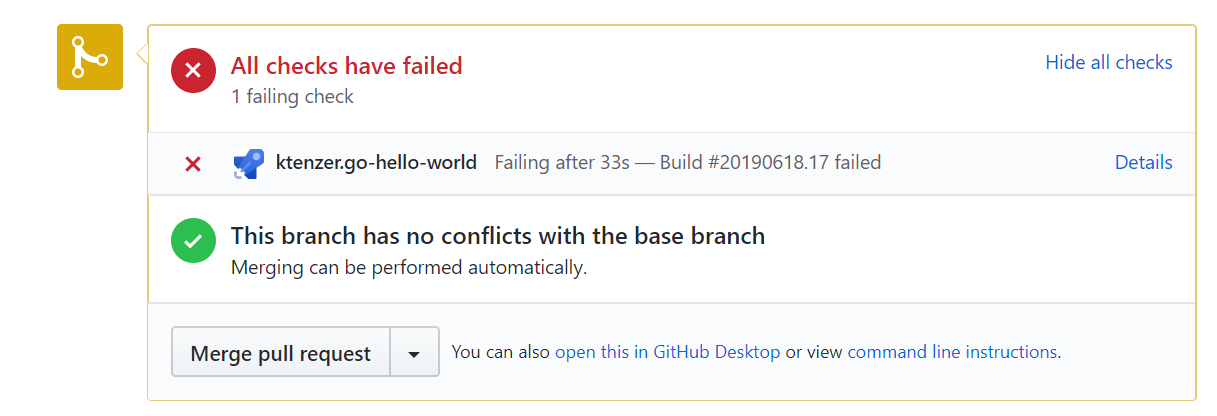 All checks have failed
Hide all checks
1 failing check
ktenzer.go-hello-world Failing after 33s — Build #20190618.17 failed
Details
This branch has no conflicts with the base branch
Merging can be performed automatically.
Merge pull request
You can also open this in GitHub Desktop or view command line instructions.